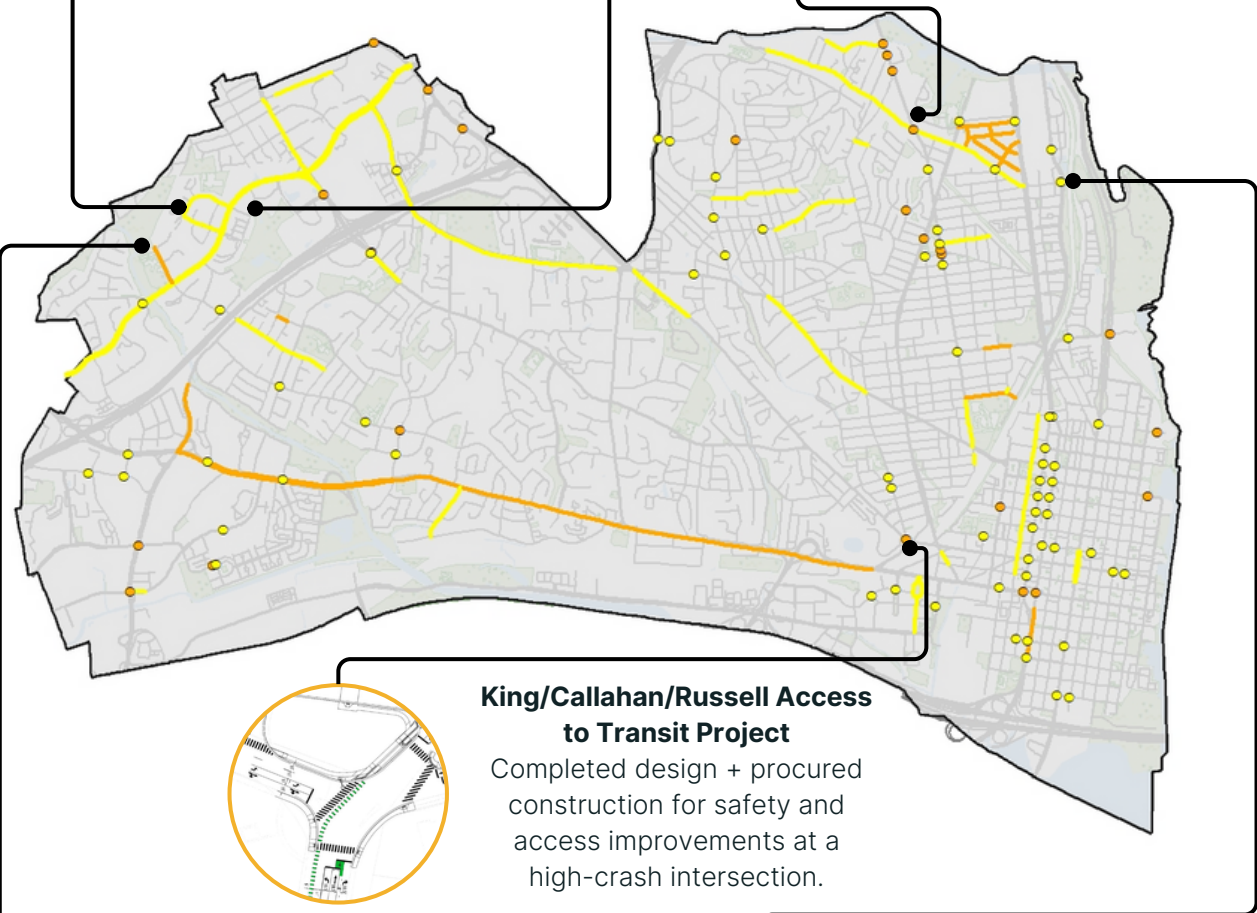 King/Callahan/Russell Access
to Transit Project
Completed design + procured
construction for safety and
access improvements at a
high-crash intersection.